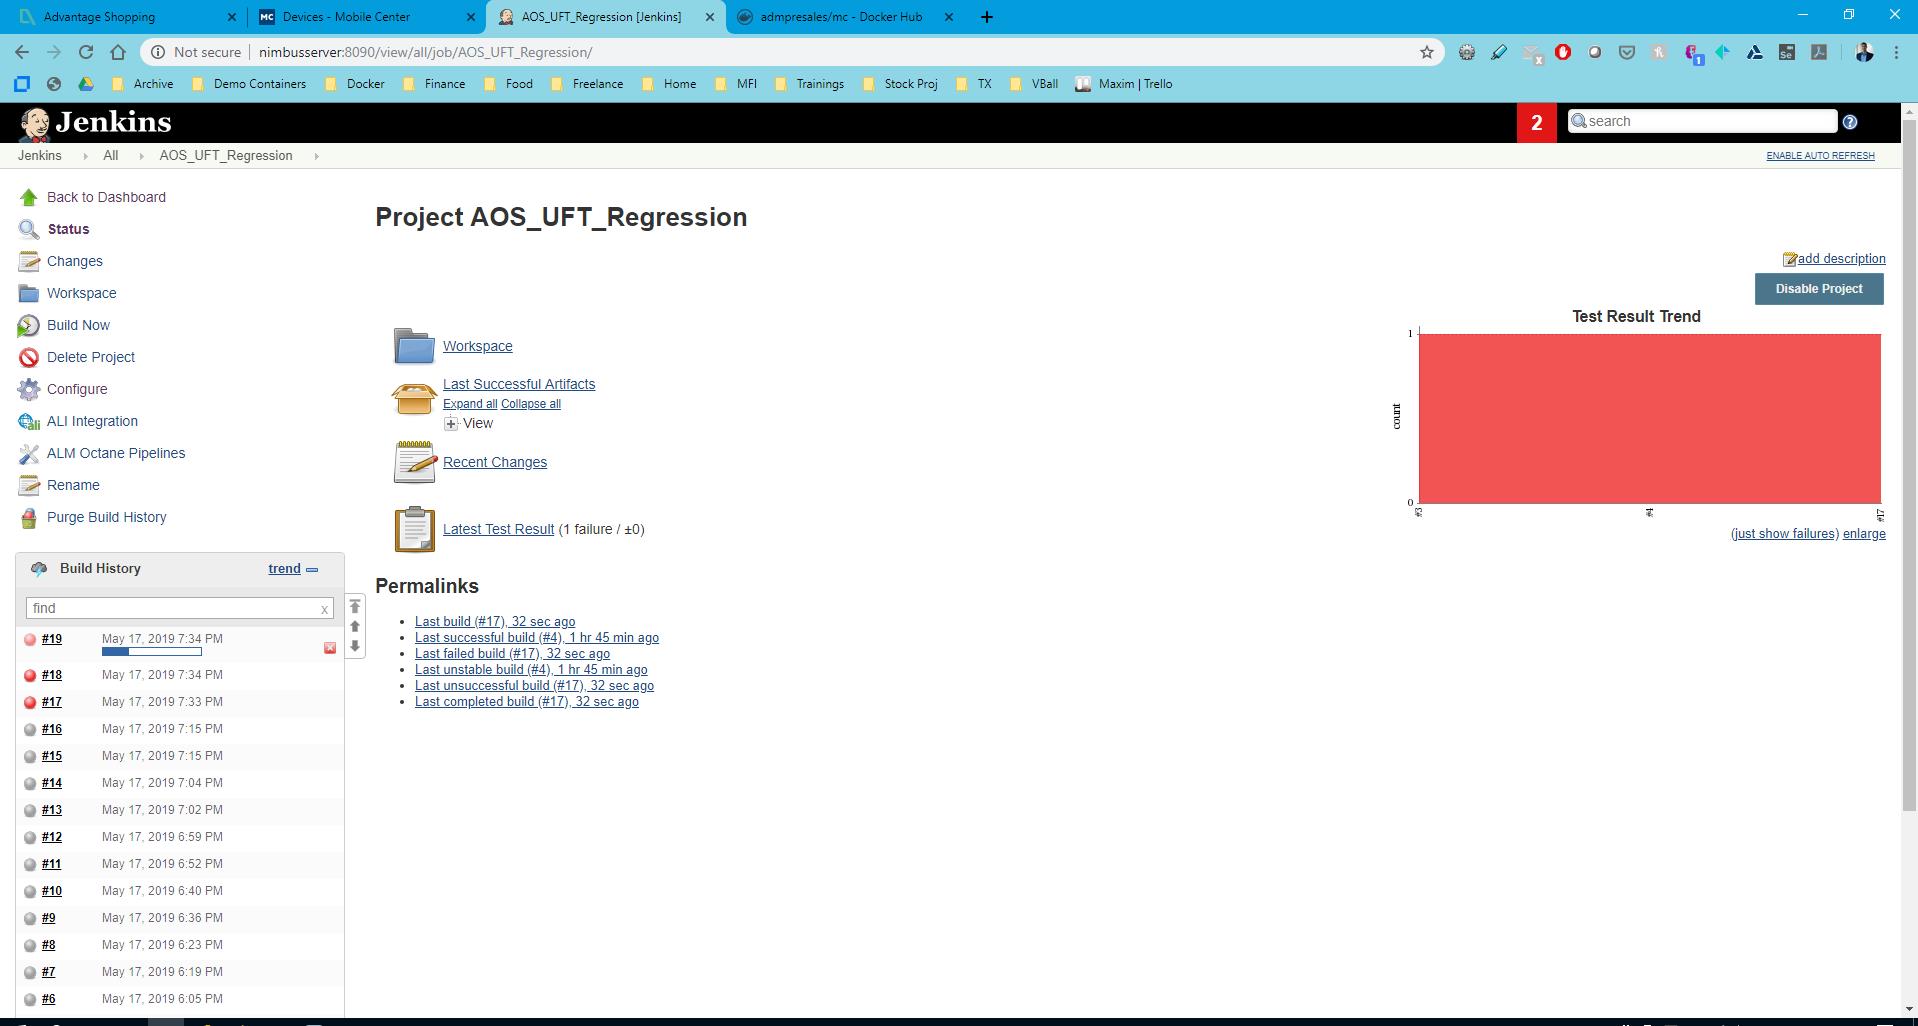 Advantage Shopping
MC Devices - Mobile Center
AOS_UFT_Regression [Jenkins]
admpresales/mc - Docker Hub
Not secure nimbusserver:8090/view/all/job/AOS_UFT_Regression/
x
1
Se
Archive Demo Containers Docker Finance Food Freelance Home MFI Trainings Stock Proj TX VBall Maxim | Trello
Jenkins
2
search
?
Jenkins All AOS_UFT_Regression
ENABLE AUTO REFRESH
Back to Dashboard
Status
Changes
Workspace
Build Now
Delete Project
Configure
ali
ALI Integration
ALM Octane Pipelines
Rename
Purge Build History
Build History trend
find x
#19 May 17, 2019 7:34 PM
#18 May 17, 2019 7:34 PM
#17 May 17, 2019 7:33 PM
#16 May 17, 2019 7:15 PM
#15 May 17, 2019 7:15 PM
#14 May 17, 2019 7:04 PM
#13 May 17, 2019 7:02 PM
#12 May 17, 2019 6:59 PM
#11 May 17, 2019 6:52 PM
#10 May 17, 2019 6:40 PM
#9 May 17, 2019 6:36 PM
#8 May 17, 2019 6:23 PM
#7 May 17, 2019 6:19 PM
#6 May 17, 2019 6:05 PM
Project AOS_UFT_Regression
add description
Disable Project
Workspace
Last Successful Artifacts
Expand all Collapse all
View
Recent Changes
Latest Test Result (1 failure / ±0)
Permalinks
Last build (#17), 32 sec ago
Last successful build (#4), 1 hr 45 min ago
Last failed build (#17), 32 sec ago
Last unstable build (#4), 1 hr 45 min ago
Last unsuccessful build (#17), 32 sec ago
Last completed build (#17), 32 sec ago
Test Result Trend
1
count
0
#3 #4 #17
(just show failures) enlarge